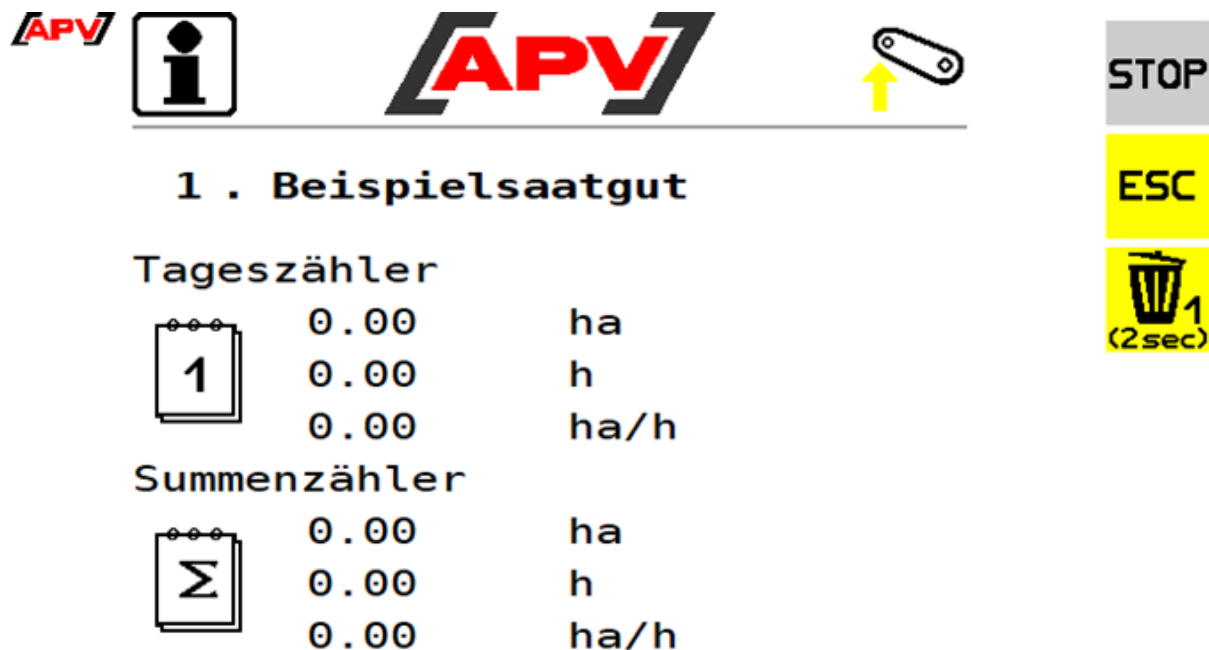 [APV]
[APV]
STOP
1 . Beispielsaatgut
ESC
Tageszähler
1
(2sec)
0.00 ha
1
0.00 h
0.00 ha/h
Summenzähler
0.00 ha
Σ
0.00 h
0.00 ha/h